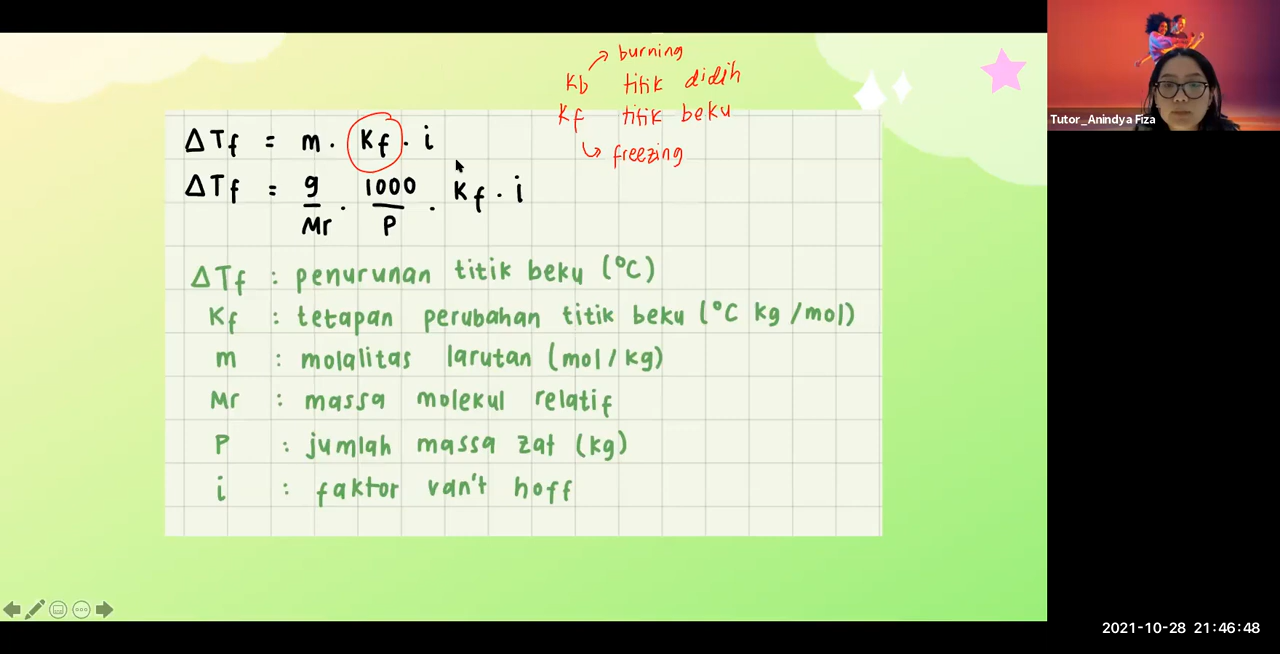 burning
Kb titik didih
Kf titik beku
freezing
ΔTf = m . Kf . i
ΔTf = g/Mr . 1000/P . Kf . i
ΔTf : penurunan titik beku (°C)
Kf : tetapan perubahan titik beku (°C kg/mol)
m : molalitas larutan (mol/kg)
Mr : massa molekul relatif
P : jumlah massa zat (kg)
i : faktor van't hoff
Tutor_Anindya Fiza
2021-10-28 21:46:48